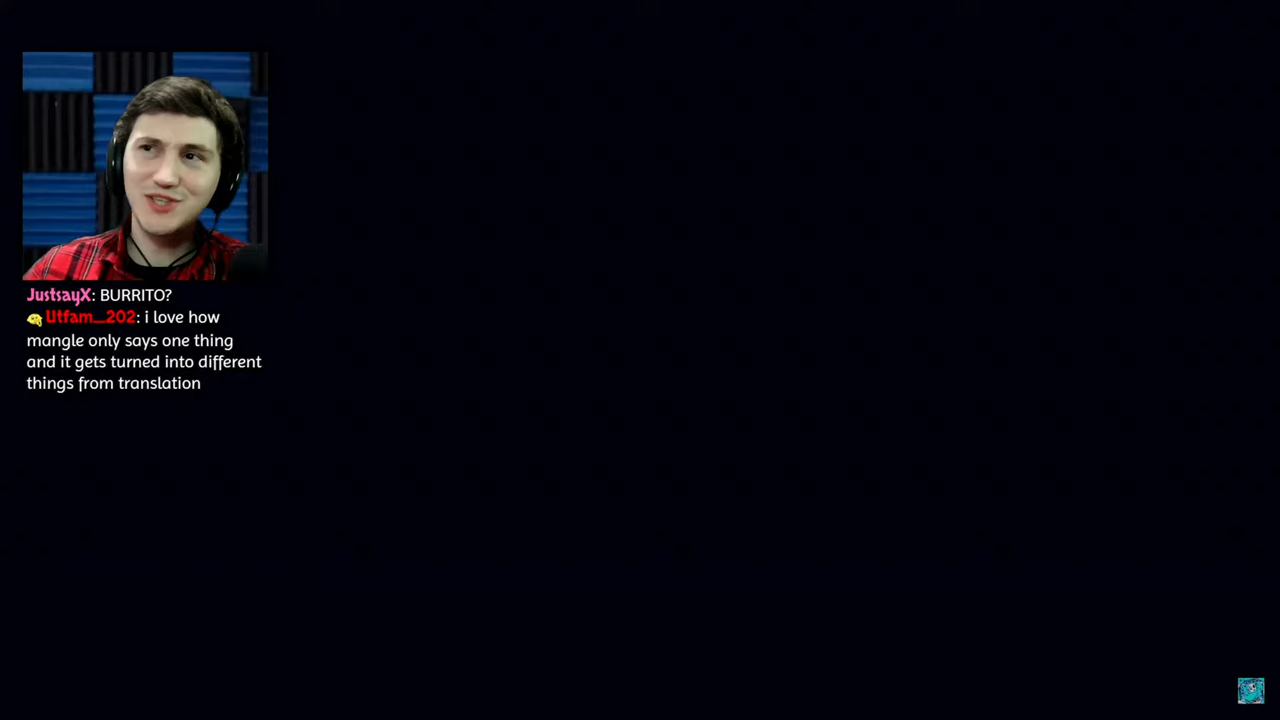 JustsayX: BURRITO?
Utfam_202: i love how
mangle only says one thing
and it gets turned into different
things from translation